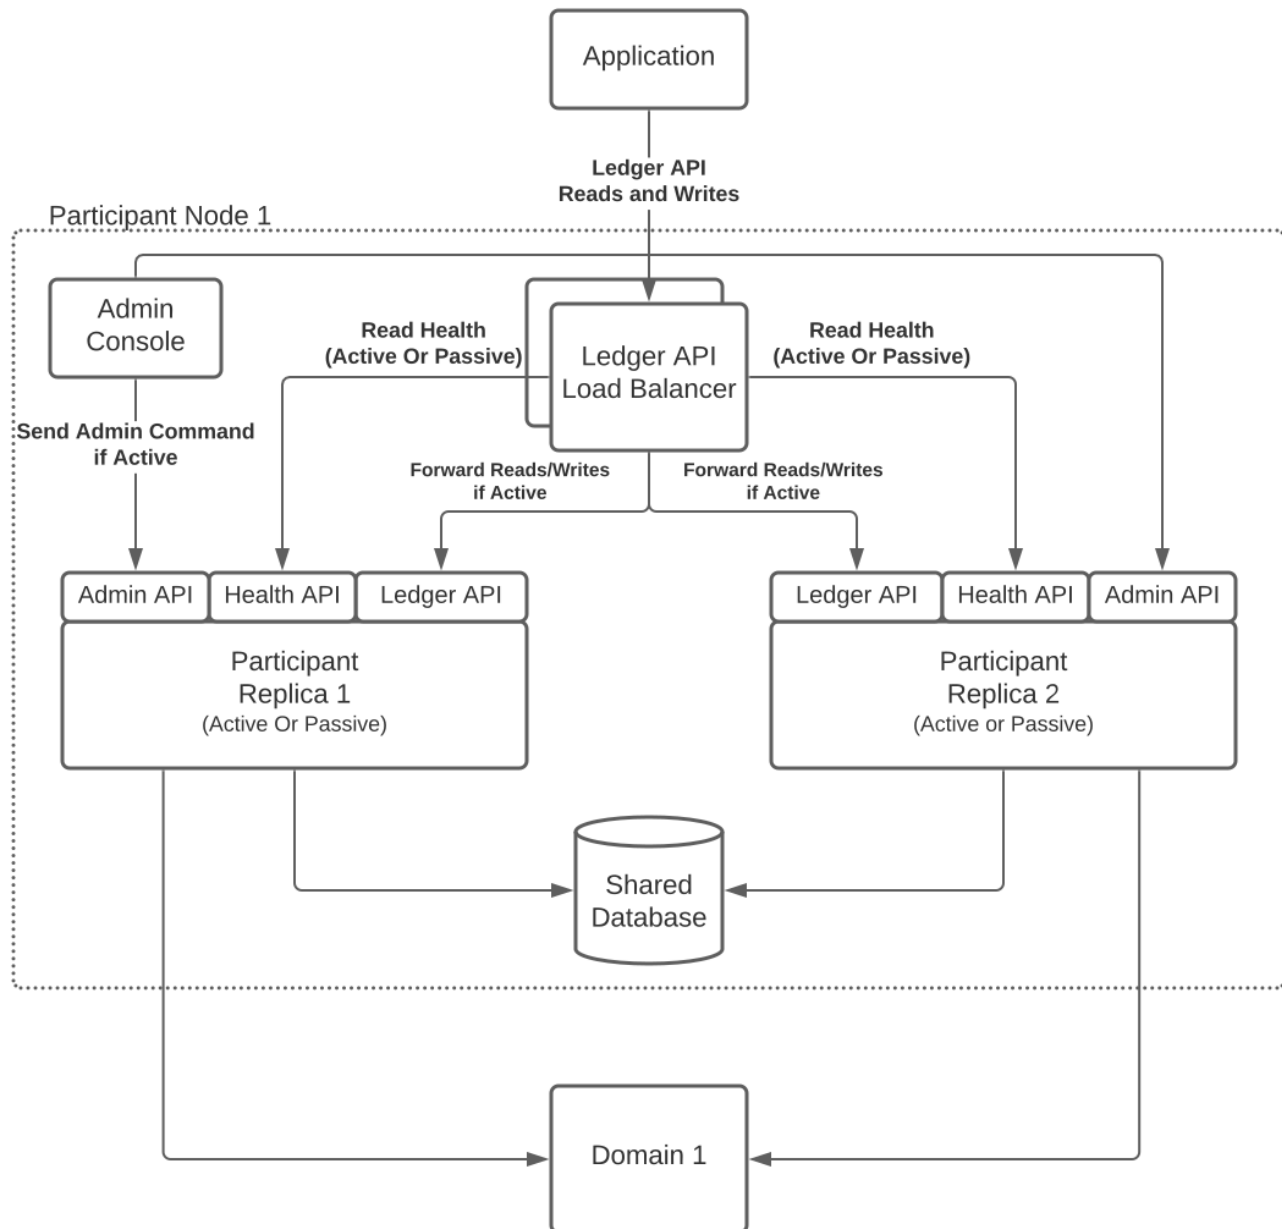 Application
Ledger API
Reads and Writes
Participant Node 1
Admin
Console
Read Health
(Active Or Passive)
Ledger API
Load Balancer
Read Health
(Active Or Passive)
Send Admin Command
if Active
Forward Reads/Writes
if Active
Forward Reads/Writes
if Active
Admin API
Health API
Ledger API
Ledger API
Health API
Admin API
Participant
Replica 1
(Active Or Passive)
Participant
Replica 2
(Active or Passive)
Shared
Database
Domain 1